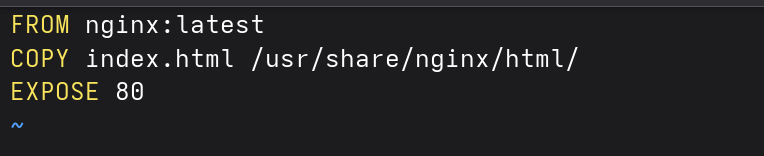 FROM nginx:latest
COPY index.html /usr/share/nginx/html/
EXPOSE 80
~